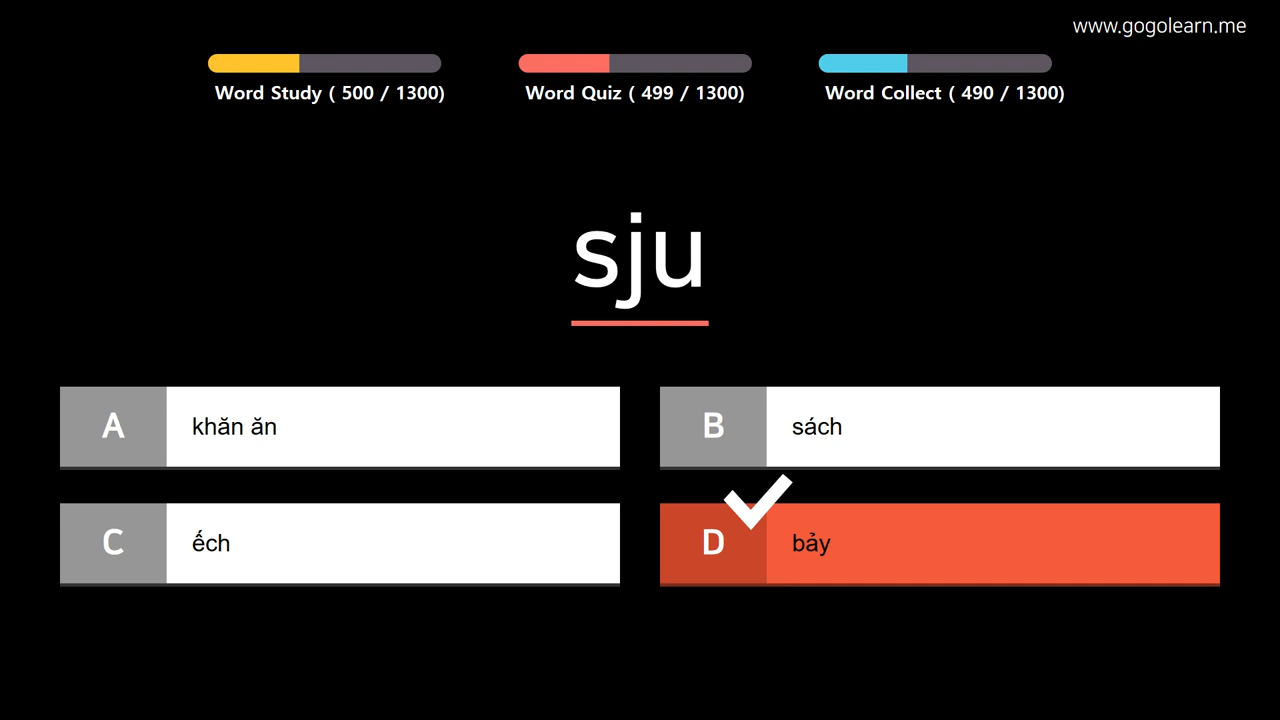 www.gogolearn.me
Word Study ( 500 / 1300)
Word Quiz ( 499 / 1300)
Word Collect ( 490 / 1300)
sju
A khăn ăn
B sách
C ếch
D bảy